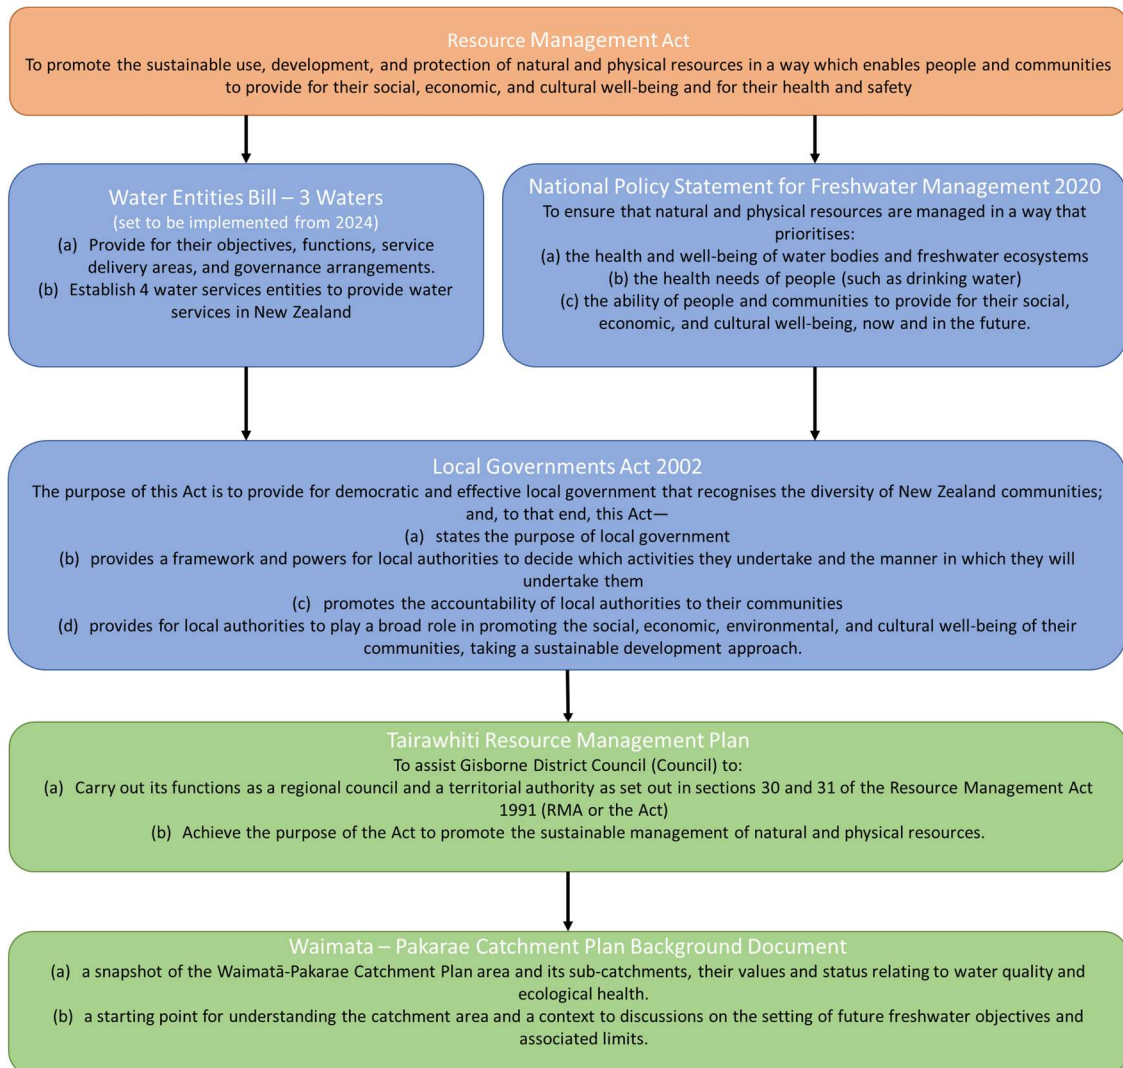 Resource Management Act
To promote the sustainable use, development, and protection of natural and physical resources in a way which enables people and communities
to provide for their social, economic, and cultural well-being and for their health and safety
Water Entities Bill – 3 Waters
(set to be implemented from 2024)
(a) Provide for their objectives, functions, service
delivery areas, and governance arrangements.
(b) Establish 4 water services entities to provide water
services in New Zealand
National Policy Statement for Freshwater Management 2020
To ensure that natural and physical resources are managed in a way that
prioritises:
(a) the health and well-being of water bodies and freshwater ecosystems
(b) the health needs of people (such as drinking water)
(c) the ability of people and communities to provide for their social,
economic, and cultural well-being, now and in the future.
Local Governments Act 2002
The purpose of this Act is to provide for democratic and effective local government that recognises the diversity of New Zealand communities;
and, to that end, this Act—
(a) states the purpose of local government
(b) provides a framework and powers for local authorities to decide which activities they undertake and the manner in which they will
undertake them
(c) promotes the accountability of local authorities to their communities
(d) provides for local authorities to play a broad role in promoting the social, economic, environmental, and cultural well-being of their
communities, taking a sustainable development approach.
Tairawhiti Resource Management Plan
To assist Gisborne District Council (Council) to:
(a) Carry out its functions as a regional council and a territorial authority as set out in sections 30 and 31 of the Resource Management Act
1991 (RMA or the Act)
(b) Achieve the purpose of the Act to promote the sustainable management of natural and physical resources.
Waimata – Pakarae Catchment Plan Background Document
(a) a snapshot of the Waimatā-Pakarae Catchment Plan area and its sub-catchments, their values and status relating to water quality and
ecological health.
(b) a starting point for understanding the catchment area and a context to discussions on the setting of future freshwater objectives and
associated limits.